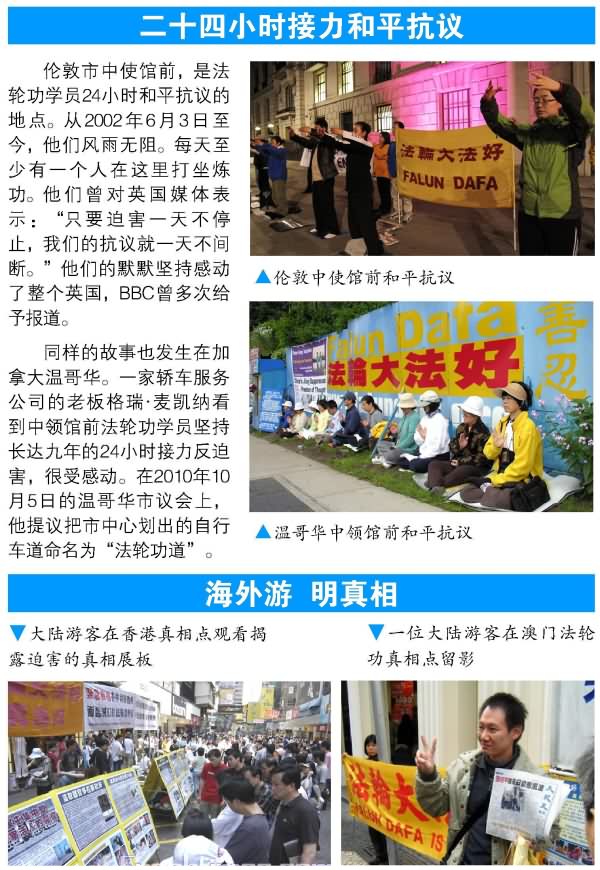 二十四小时接力和平抗议
伦敦市中使馆前，是法
轮功学员24小时和平抗议的
地点。从2002年6月3日至
今，他们风雨无阻。每天至
少有一个人在这里打坐炼
功。他们曾对英国媒体表
示：“只要迫害一天不停
止，我们的抗议就一天不间
断。”他们的默默坚持感动
了整个英国，BBC曾多次给
予报道。
同样的故事也发生在加
拿大温哥华。一家轿车服务
公司的老板格瑞·麦凯纳看
到中领馆前法轮功学员坚持
长达九年的24小时接力反迫
害，很受感动。在2010年10
月5日的温哥华市议会上，
他提议把市中心划出的自行
车道命名为“法轮功道”。
法輪大法好
FALUN DAFA
▲伦敦中使馆前和平抗议
Falun Dafa
法輪大法好
善
忍
▲温哥华中领馆前和平抗议
海外游 明真相
▼大陆游客在香港真相点观看揭
露迫害的真相展板
▼一位大陆游客在澳门法轮
功真相点留影
法輪大
FALUN DAFA IS